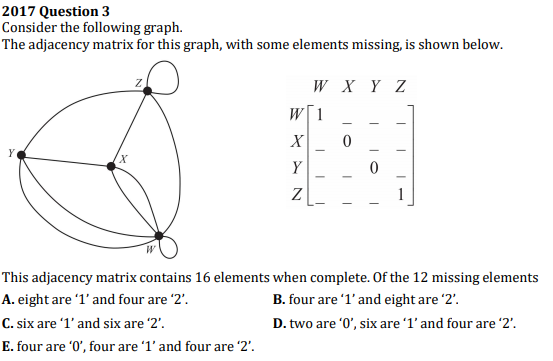 2017 Question 3
Consider the following graph.
The adjacency matrix for this graph, with some elements missing, is shown below.
Z
Y
X
W
W X Y Z
W 1 _ _ _
X _ 0 _ _
Y _ _ 0 _
Z _ _ _ 1
This adjacency matrix contains 16 elements when complete. Of the 12 missing elements
A. eight are ‘1’ and four are ‘2’. B. four are ‘1’ and eight are ‘2’.
C. six are ‘1’ and six are ‘2’. D. two are ‘0’, six are ‘1’ and four are ‘2’.
E. four are ‘0’, four are ‘1’ and four are ‘2’.